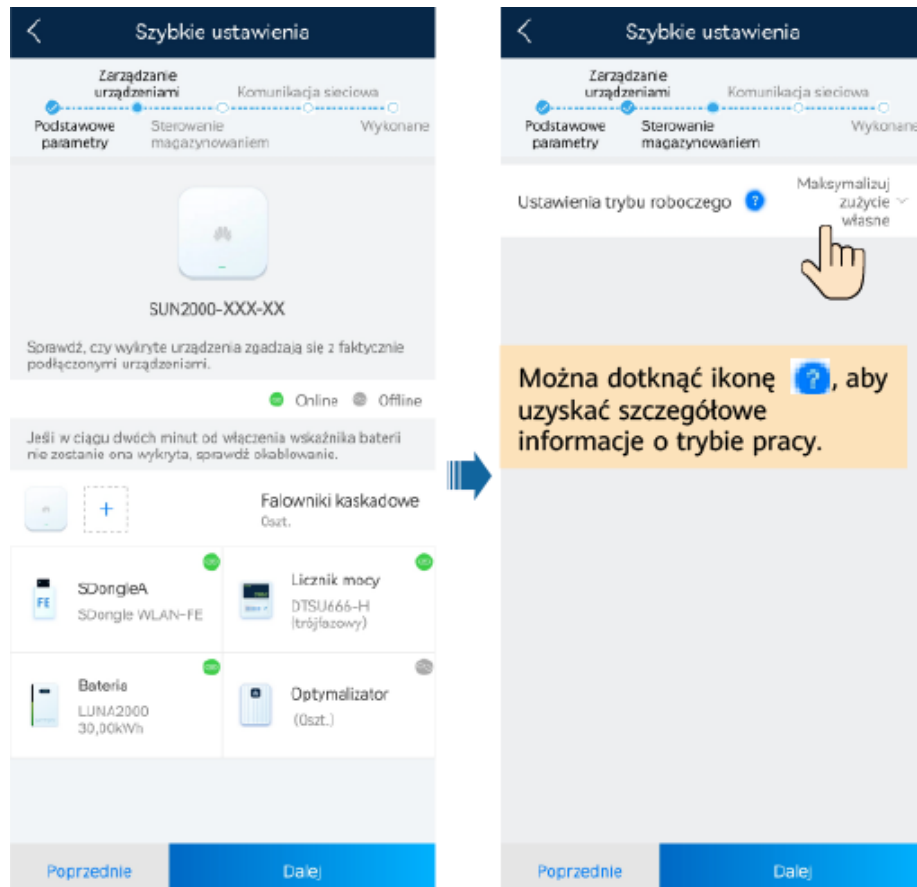 Szybkie ustawienia
Zarządzanie
urządzeniami
Komunikacja sieciowa
Podstawowe
parametry
Sterowanie
magazynowaniem
Wykonane
SUN2000-XXX-XX
Sprawdź, czy wykryte urządzenia zgadzają się z faktycznie
podłączonymi urządzeniami.
Online
Offline
Jeśli w ciągu dwóch minut od włączenia wskaźnika baterii
nie zostanie ona wykryta, sprawdź okablowanie.
+
Falowniki kaskadowe
0szt.
FE
SDongleA
SDongle WLAN-FE
Licznik mocy
DTSU666-H
(trójfazowy)
Bateria
LUNA2000
30,00kWh
Optymalizator
(0szt.)
Poprzednie
Dalej
Szybkie ustawienia
Zarządzanie
urządzeniami
Komunikacja sieciowa
Podstawowe
parametry
Sterowanie
magazynowaniem
Wykonane
Ustawienia trybu roboczego ?
Maksymalizuj
zużycie
własne
Można dotknąć ikonę ?, aby
uzyskać szczegółowe
informacje o trybie pracy.
Poprzednie
Dalej